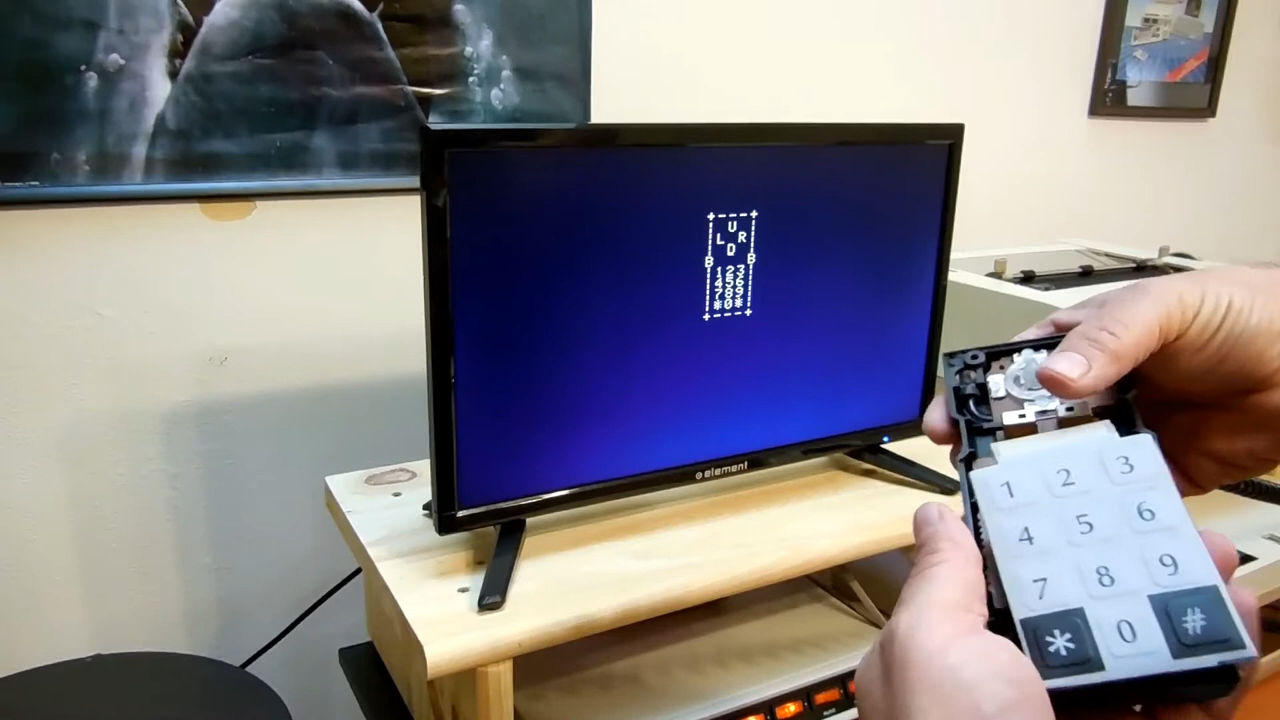 +---+
U
L R
D
B B
123
456
789
*0*
+---+
element
1 2 3
4 5 6
7 8 9
* 0 #